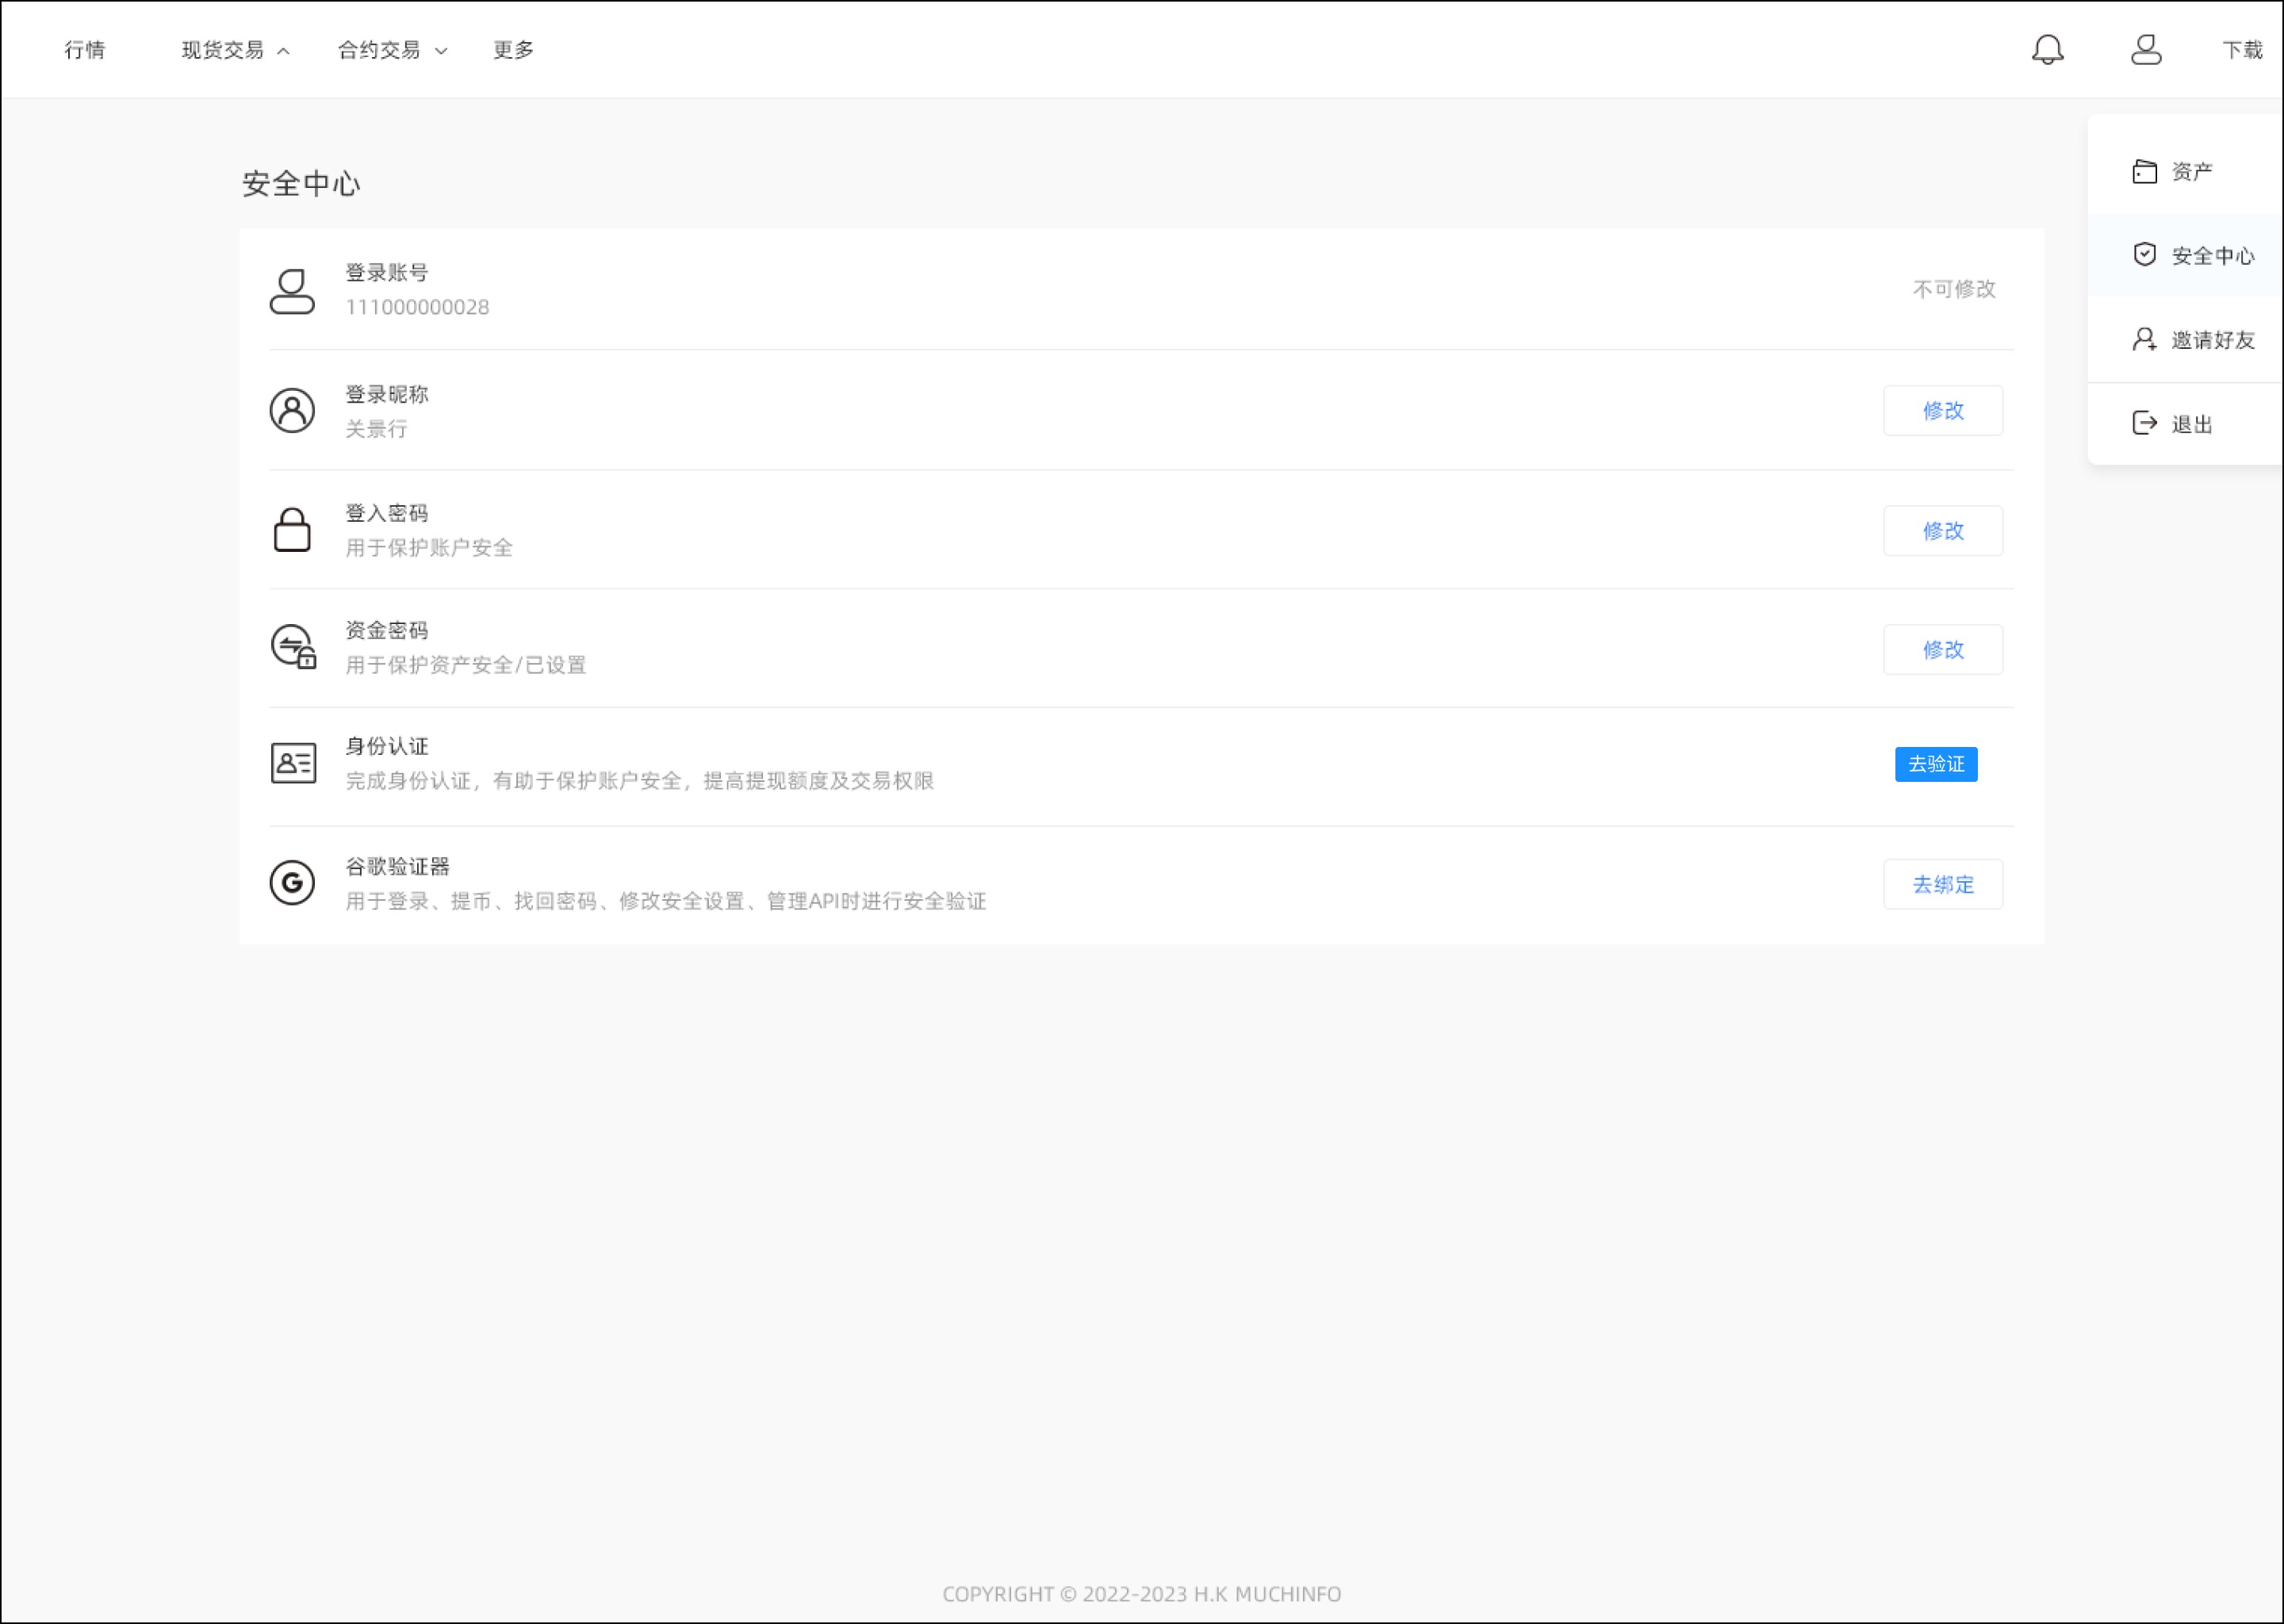 行情 现货交易 合约交易 更多 下载
安全中心
登录账号
111000000028
不可修改
登录昵称
关景行
修改
登入密码
用于保护账户安全
修改
资金密码
用于保护资产安全/已设置
修改
身份认证
完成身份认证，有助于保护账户安全，提高提现额度及交易权限
去验证
谷歌验证器
用于登录、提币、找回密码、修改安全设置、管理API时进行安全验证
去绑定
资产
安全中心
邀请好友
退出
COPYRIGHT © 2022-2023 H.K MUCHINFO